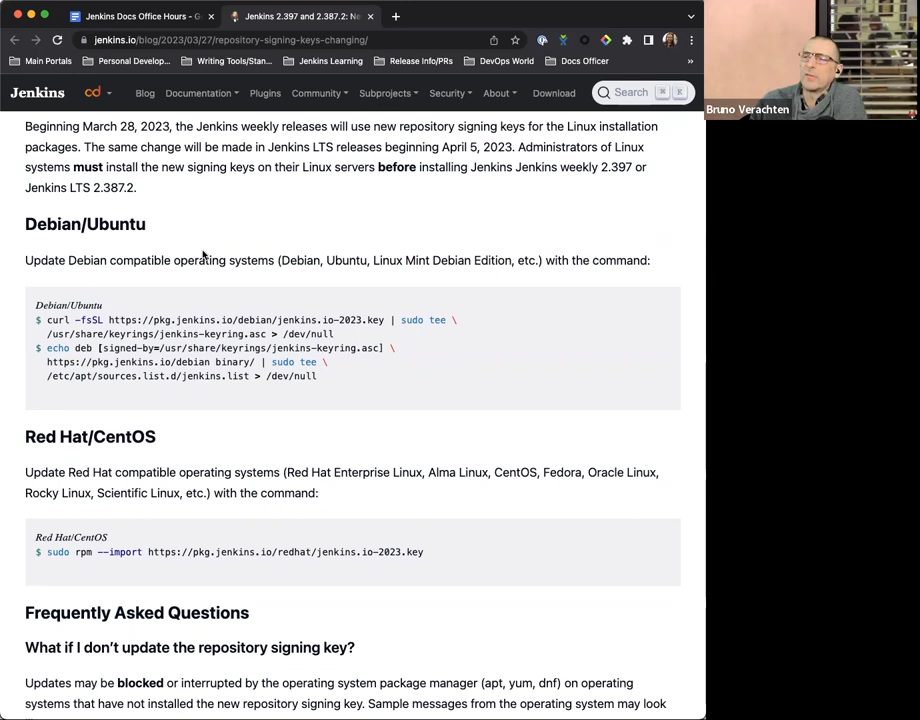 Jenkins Docs Office Hours - G
Jenkins 2.397 and 2.387.2: Ne
jenkins.io/blog/2023/03/27/repository-signing-keys-changing/
Main Portals
Personal Develop...
Writing Tools/Stan...
Jenkins Learning
Release Info/PRs
DevOps World
Docs Officer
»
Jenkins
cd
Blog
Documentation
Plugins
Community
Subprojects
Security
About
Download
Search
⌘
K
Bruno Verachten
Beginning March 28, 2023, the Jenkins weekly releases will use new repository signing keys for the Linux installation
packages. The same change will be made in Jenkins LTS releases beginning April 5, 2023. Administrators of Linux
systems must install the new signing keys on their Linux servers before installing Jenkins Jenkins weekly 2.397 or
Jenkins LTS 2.387.2.
Debian/Ubuntu
Update Debian compatible operating systems (Debian, Ubuntu, Linux Mint Debian Edition, etc.) with the command:
Debian/Ubuntu
$ curl -fsSL https://pkg.jenkins.io/debian/jenkins.io-2023.key | sudo tee \
/usr/share/keyrings/jenkins-keyring.asc > /dev/null
$ echo deb [signed-by=/usr/share/keyrings/jenkins-keyring.asc] \
https://pkg.jenkins.io/debian binary/ | sudo tee \
/etc/apt/sources.list.d/jenkins.list > /dev/null
Red Hat/CentOS
Update Red Hat compatible operating systems (Red Hat Enterprise Linux, Alma Linux, CentOS, Fedora, Oracle Linux,
Rocky Linux, Scientific Linux, etc.) with the command:
Red Hat/CentOS
$ sudo rpm --import https://pkg.jenkins.io/redhat/jenkins.io-2023.key
Frequently Asked Questions
What if I don't update the repository signing key?
Updates may be blocked or interrupted by the operating system package manager (apt, yum, dnf) on operating
systems that have not installed the new repository signing key. Sample messages from the operating system may look